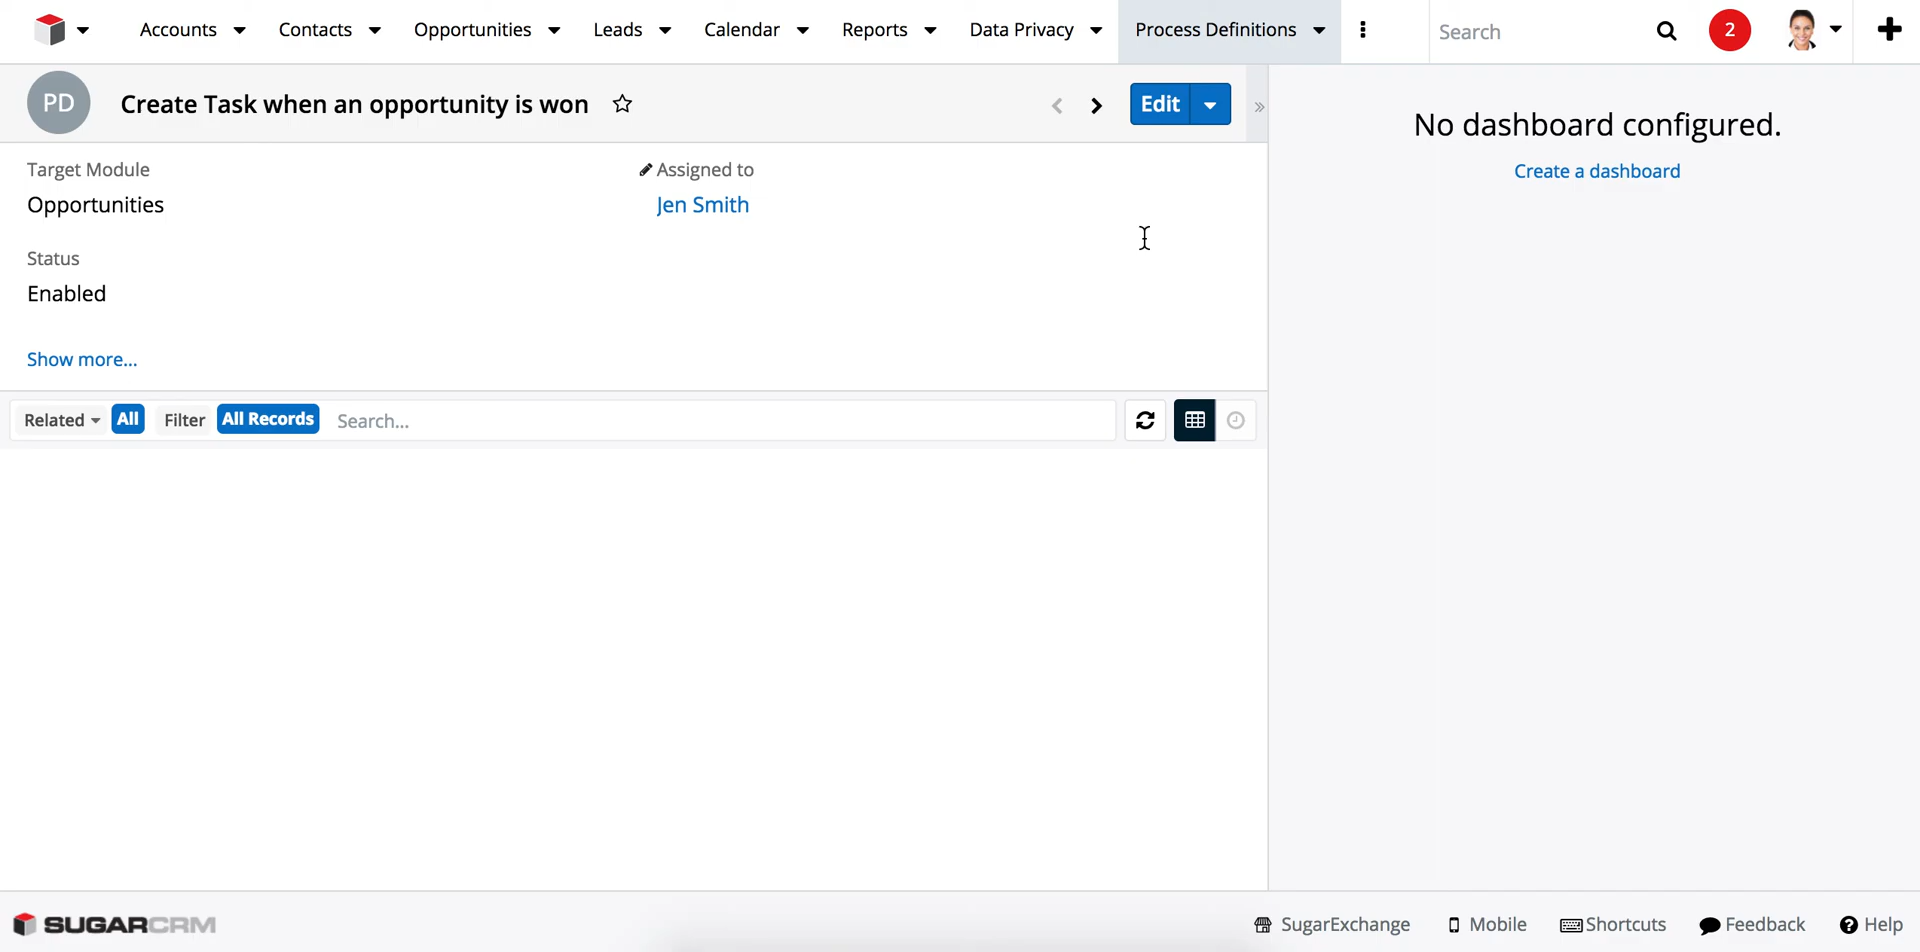 Accounts Contacts Opportunities Leads Calendar Reports Data Privacy Process Definitions Search 2
PD Create Task when an opportunity is won Edit
No dashboard configured.
Create a dashboard
Target Module Assigned to
Opportunities Jen Smith
Status
Enabled
Show more...
Related All Filter All Records Search...
SUGARCRM SugarExchange Mobile Shortcuts Feedback Help